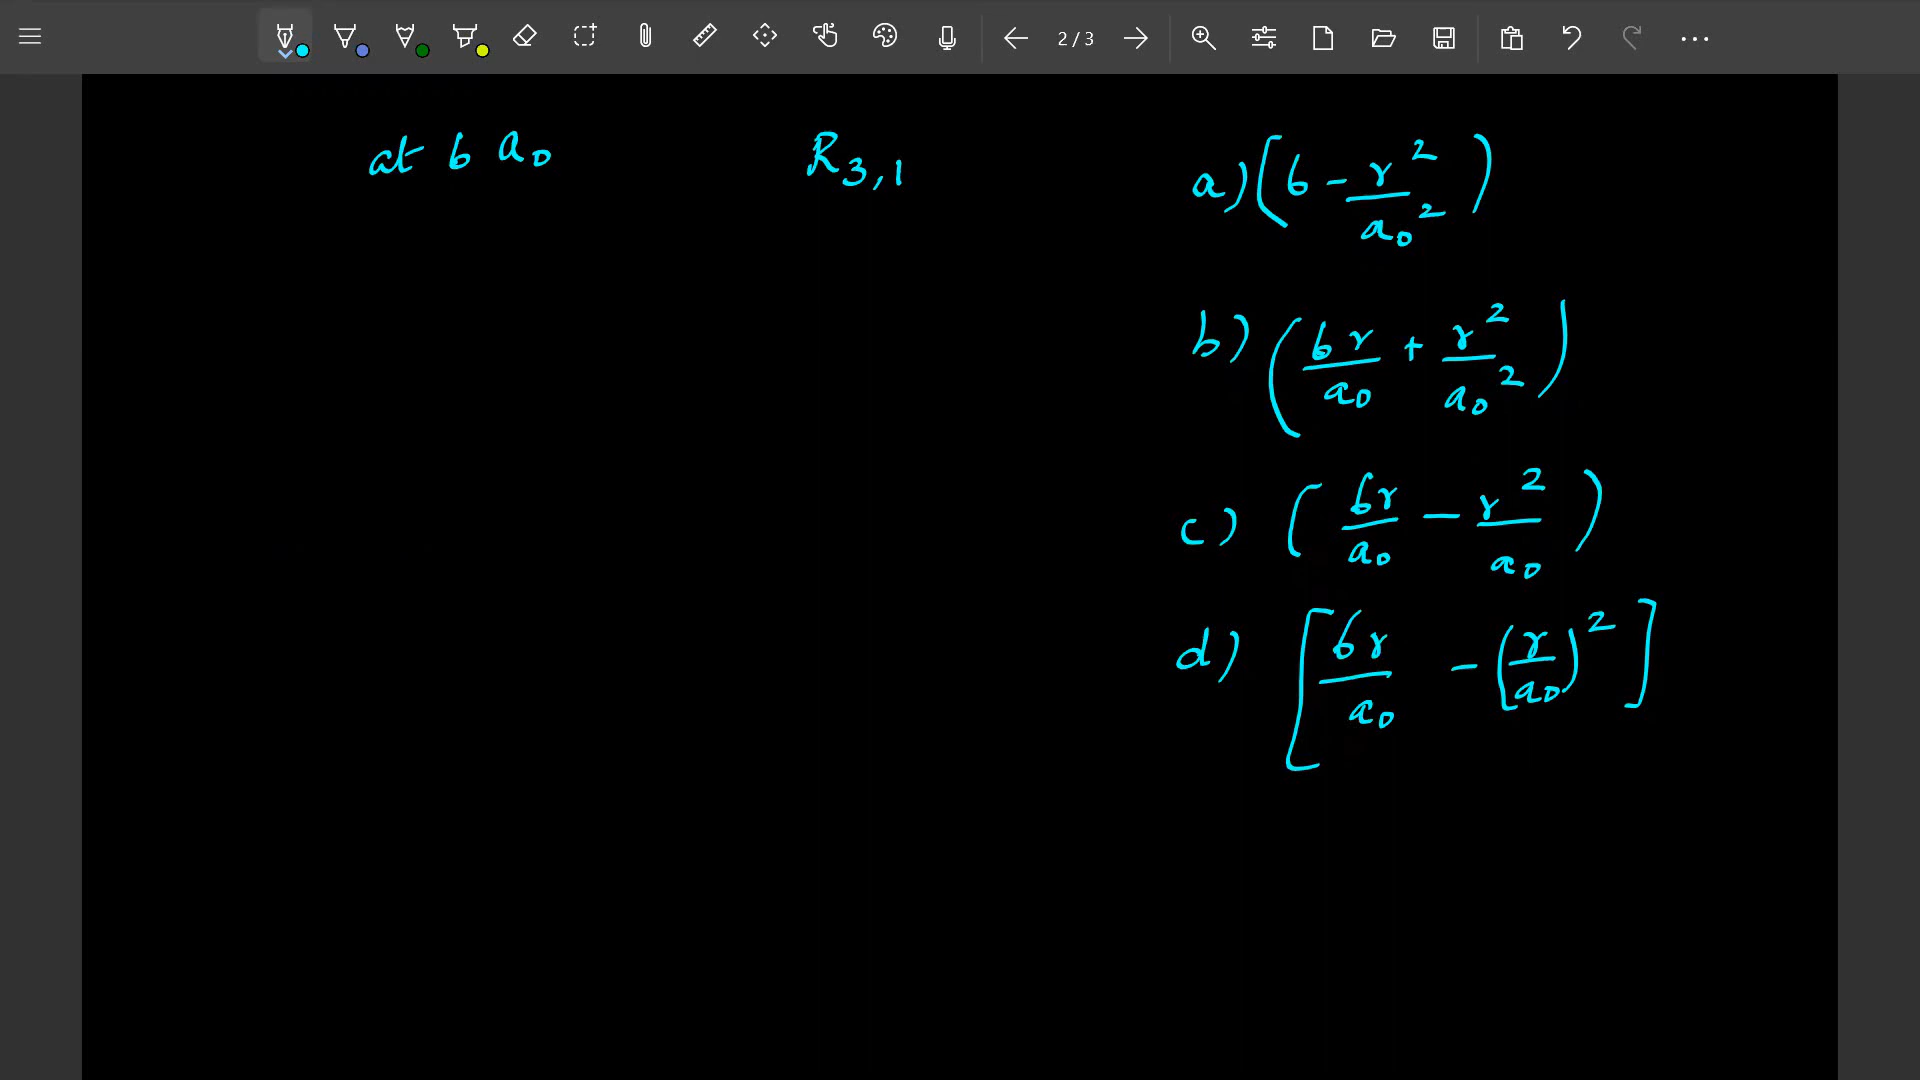 2 / 3
at 6 a₀
R₃,₁
a) (6 - r²/a₀²)
b) (6r/a₀ + r²/a₀²)
c) (6r/a₀ - r²/a₀)
d) [6r/a₀ - (r/a₀)²]